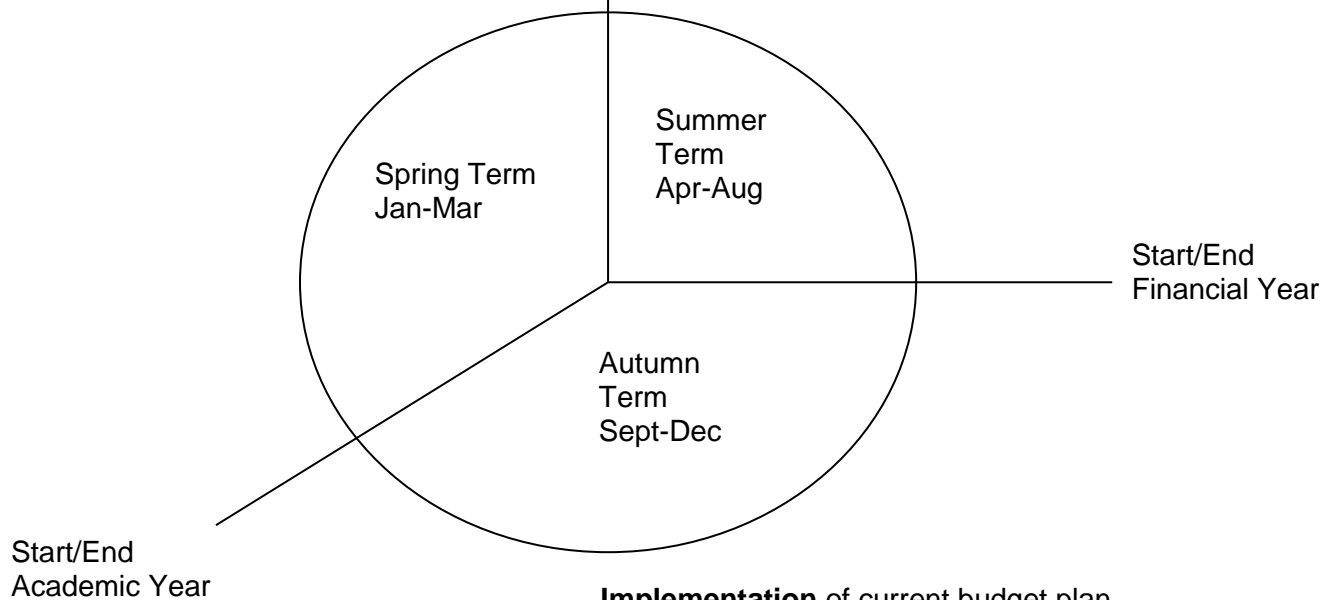 Summer
Term
Apr-Aug
Spring Term
Jan-Mar
Start/End
Financial Year
Autumn
Term
Sept-Dec
Start/End
Academic Year
Implementation of current budget plan